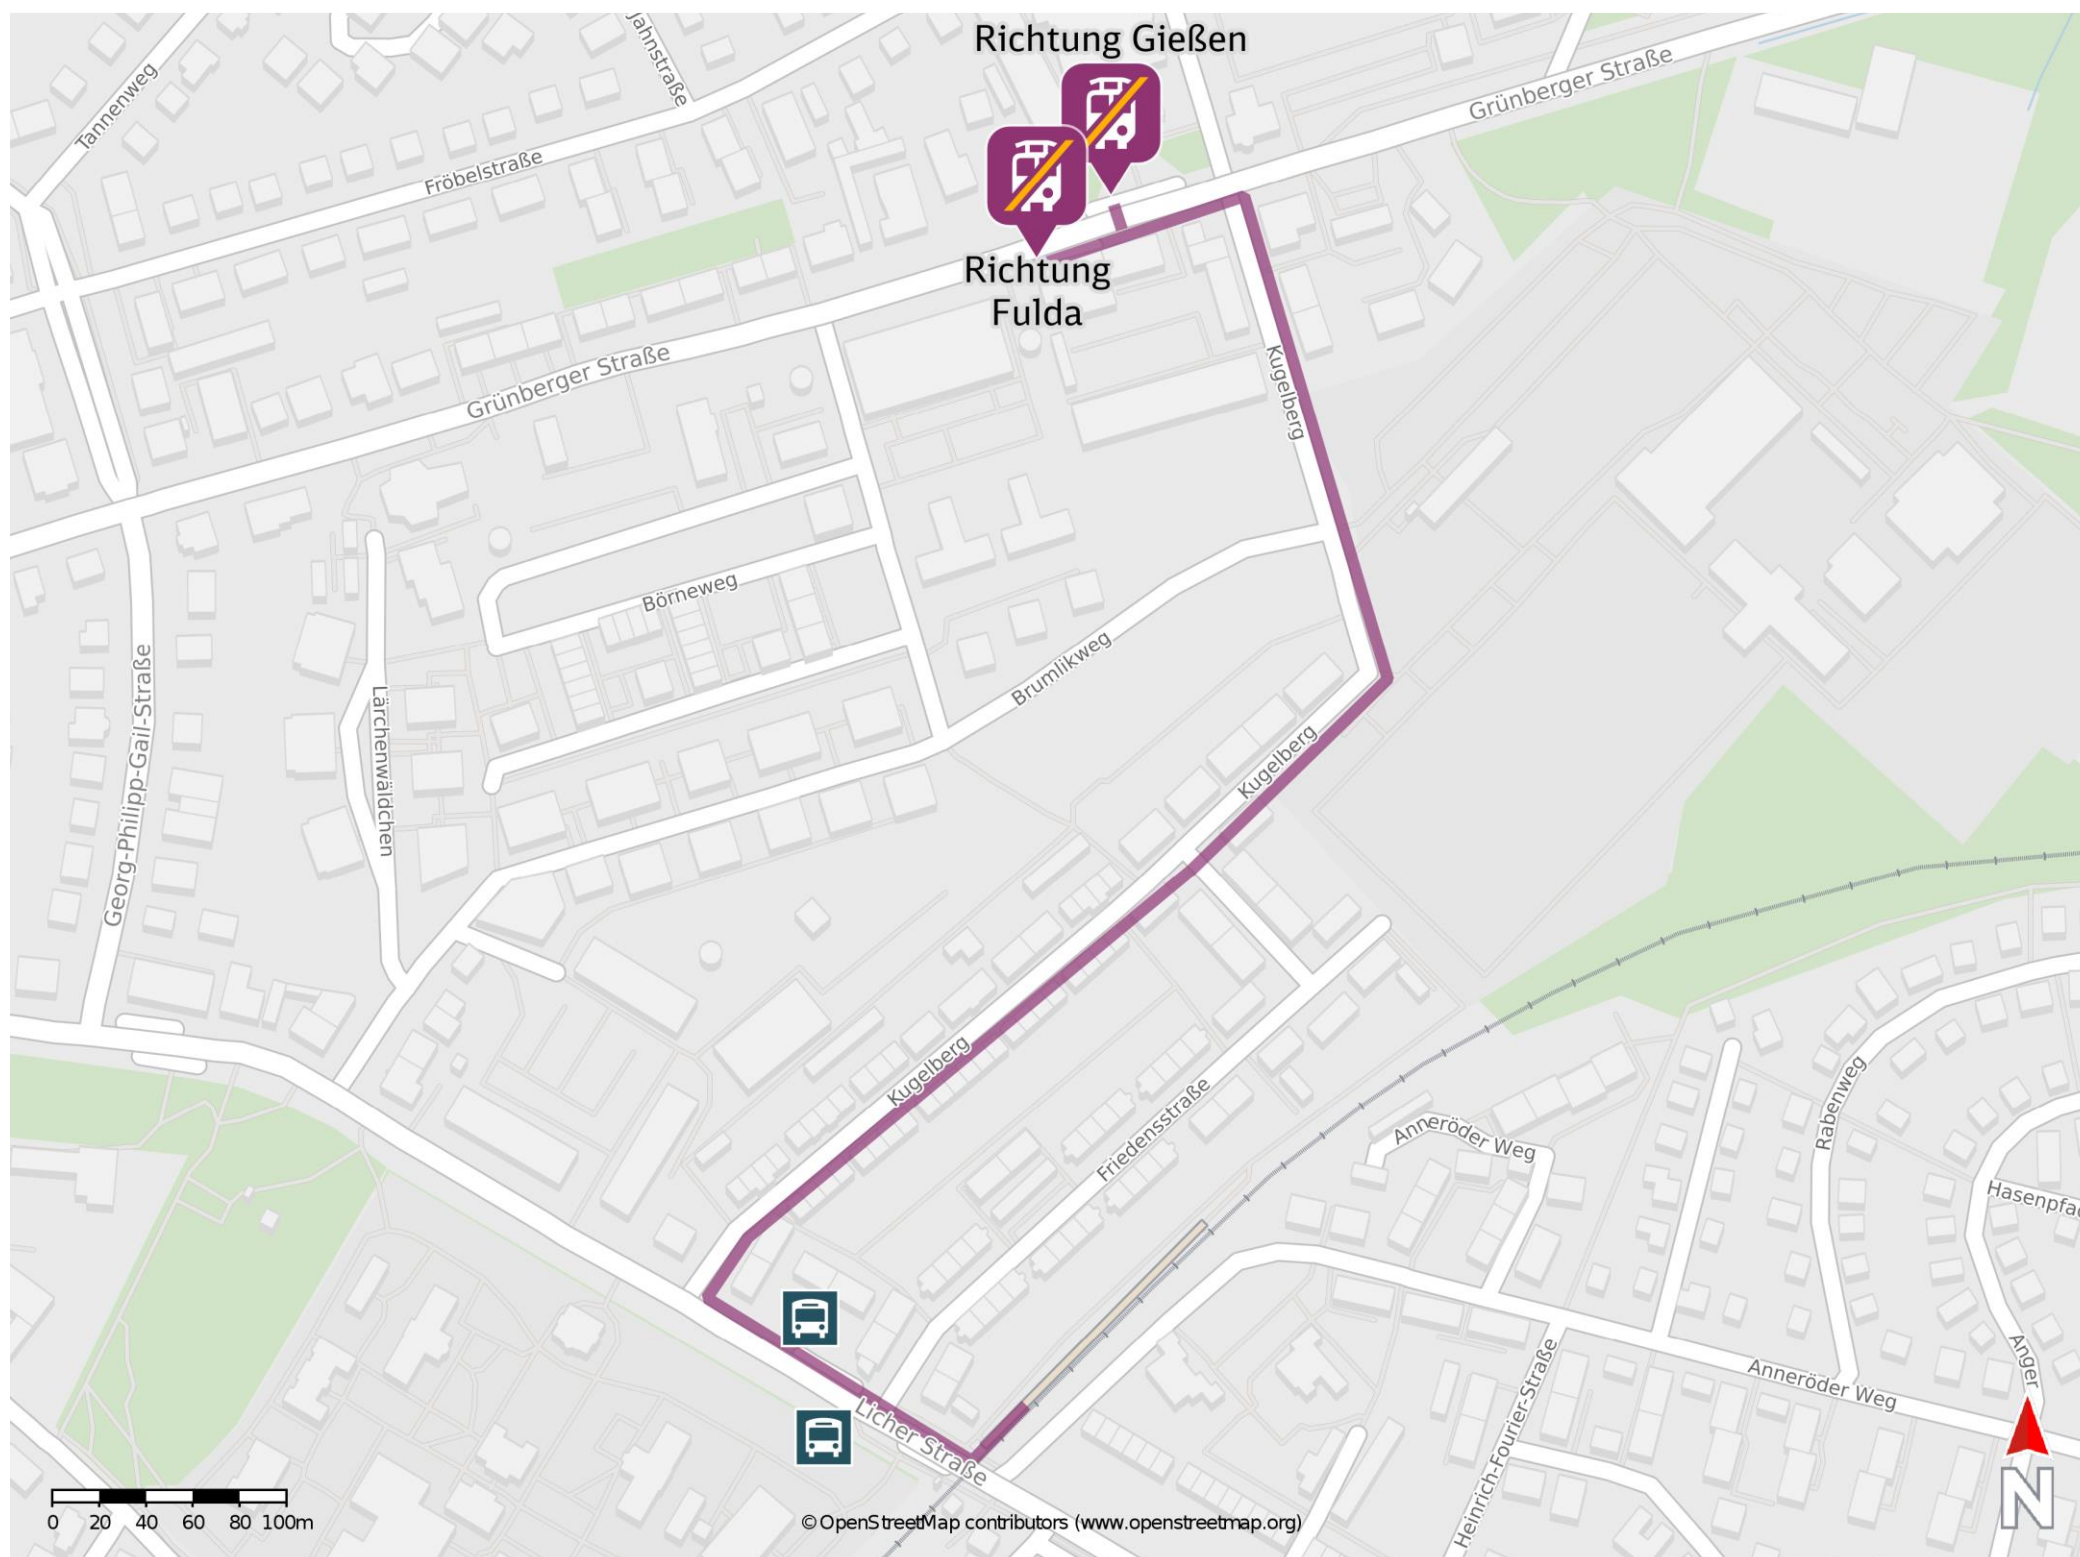 Richtung Gießen
Tannenweg
jahnstraße
Grünberger Straße
Fröbelstraße
Richtung
Fulda
Grünberger Straße
Kugelberg
Börneweg
Brumlikweg
Georg-Philipp-Gail-Straße
Lärchenwäldchen
Kugelberg
Kugelberg
Friedensstraße
Anneröder Weg
Rabenweg
Hasenpfad
Anger
Anneröder Weg
Heinrich-Fourier-Straße
Licher Straße
N
0 20 40 60 80 100m
© OpenStreetMap contributors (www.openstreetmap.org)